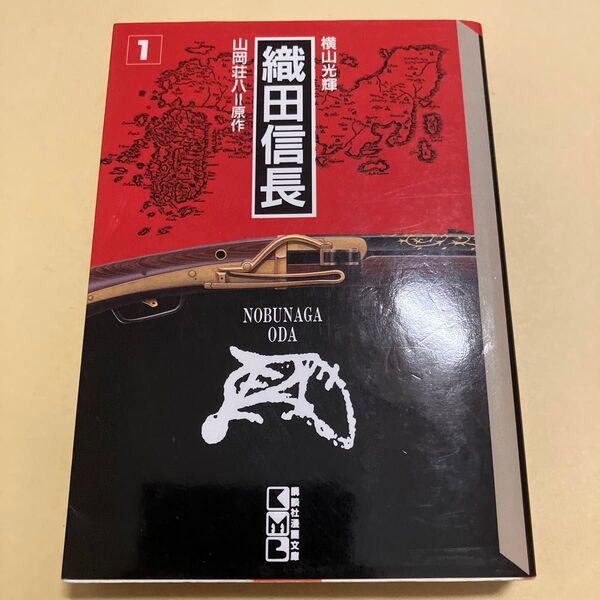 1
横山光輝
山岡荘八=原作
織田信長
NOBUNAGA
ODA
講談社漫画文庫
KMB